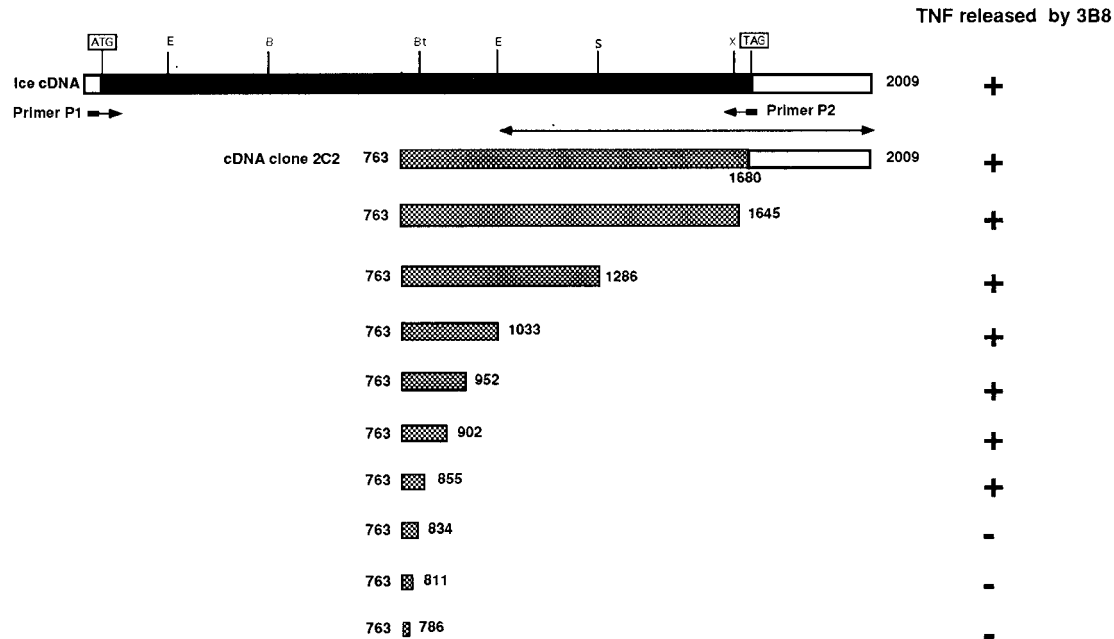 TNF released by 3B8
ATG E B Bt E S X TAG
Ice cDNA 2009 +
Primer P1 Primer P2
cDNA clone 2C2 763 2009 +
1680
763 1645 +
763 1286 +
763 1033 +
763 952 +
763 902 +
763 855 +
763 834 -
763 811 -
763 786 -